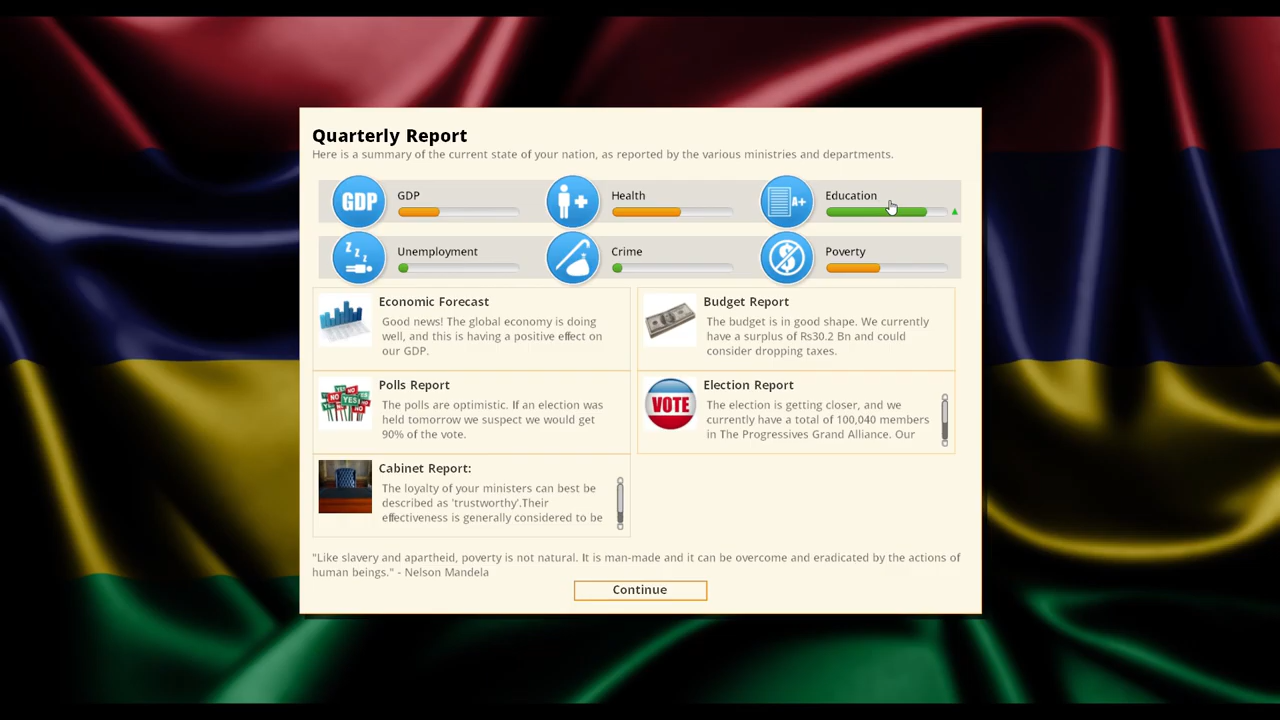 Quarterly Report
Here is a summary of the current state of your nation, as reported by the various ministries and departments.
GDP
GDP
Health
A+
Education
Z Z Z
Unemployment
Crime
Poverty
Economic Forecast
Good news! The global economy is doing
well, and this is having a positive effect on
our GDP.
Budget Report
The budget is in good shape. We currently
have a surplus of Rs30.2 Bn and could
consider dropping taxes.
NO YES! NO
YES!
Polls Report
The polls are optimistic. If an election was
held tomorrow we suspect we would get
90% of the vote.
VOTE
Election Report
The election is getting closer, and we
currently have a total of 100,040 members
in The Progressives Grand Alliance. Our
Cabinet Report:
The loyalty of your ministers can best be
described as 'trustworthy'.Their
effectiveness is generally considered to be
"Like slavery and apartheid, poverty is not natural. It is man-made and it can be overcome and eradicated by the actions of
human beings." - Nelson Mandela
Continue